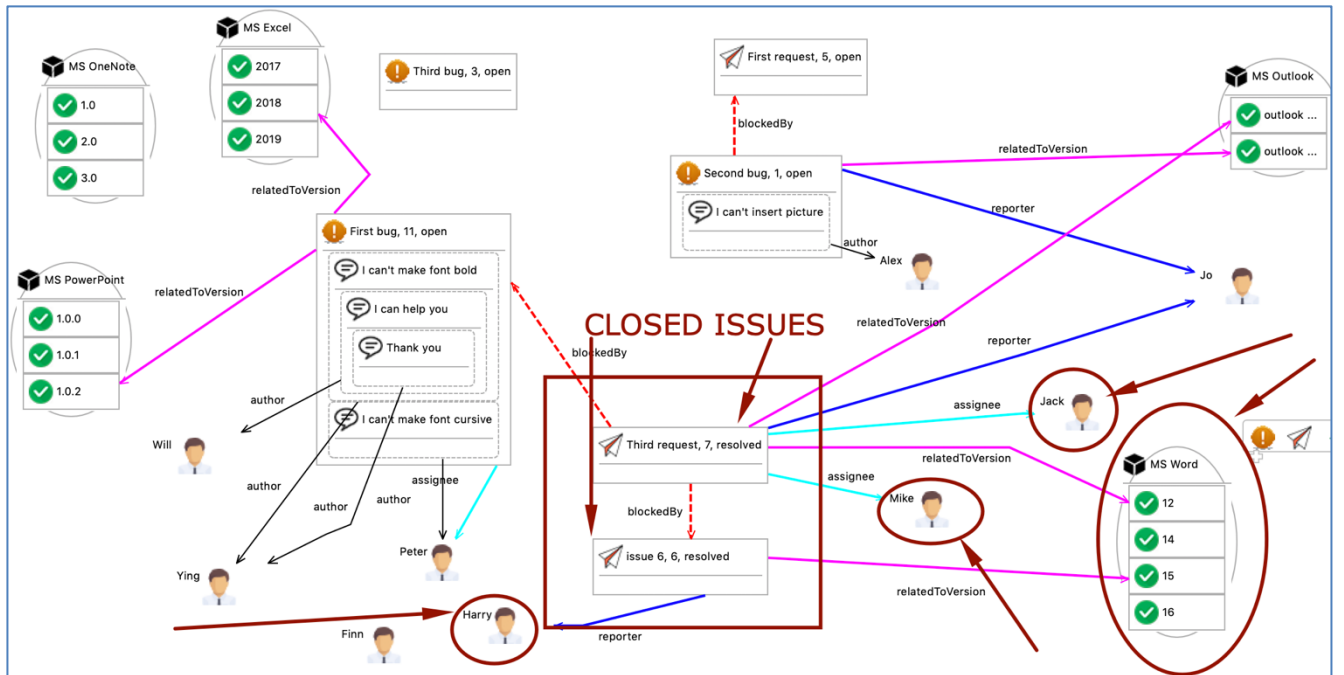 MS OneNote
1.0
2.0
3.0
MS Excel
2017
2018
2019
Third bug, 3, open
First request, 5, open
blockedBy
MS Outlook
outlook ...
outlook ...
relatedToVersion
Second bug, 1, open
I can't insert picture
reporter
author
Alex
Jo
relatedToVersion
First bug, 11, open
I can't make font bold
I can help you
Thank you
I can't make font cursive
MS PowerPoint
1.0.0
1.0.1
1.0.2
relatedToVersion
relatedToVersion
CLOSED ISSUES
blockedBy
reporter
Jack
assignee
author
Will
Third request, 7, resolved
relatedToVersion
MS Word
12
14
15
16
assignee
Mike
assignee
author
author
author
blockedBy
Peter
issue 6, 6, resolved
relatedToVersion
Ying
Harry
Finn
reporter